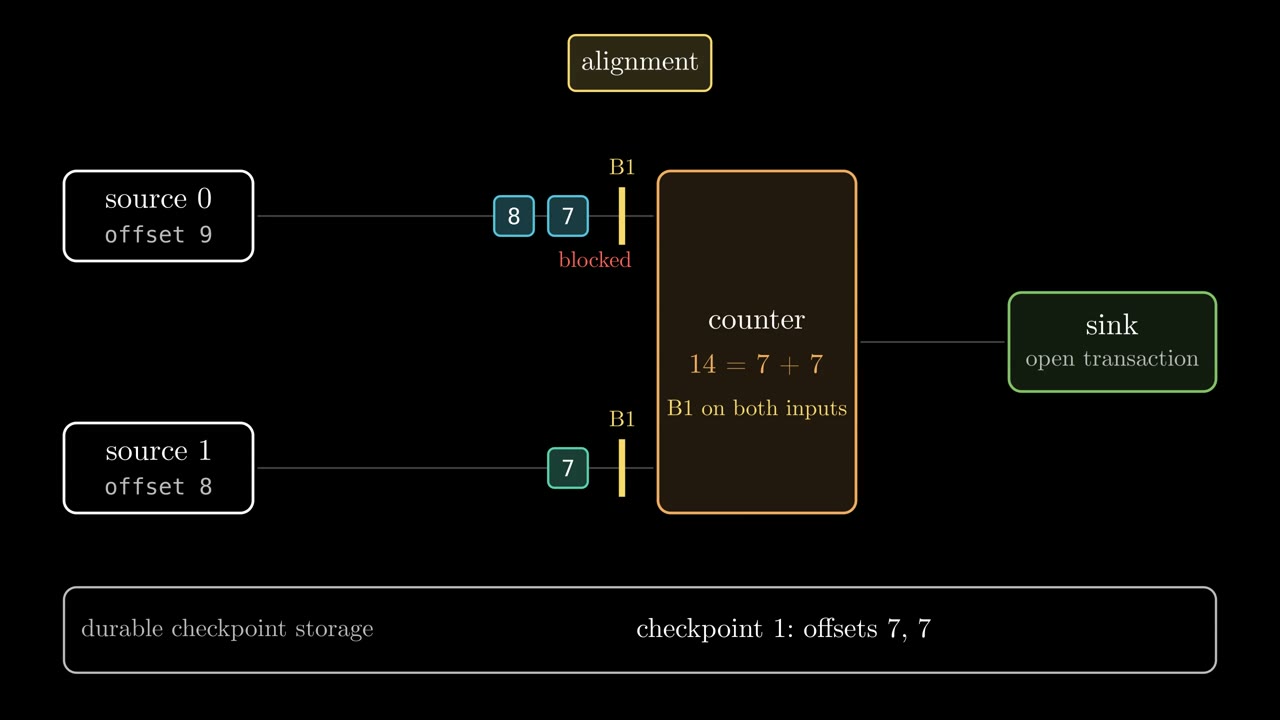 alignment
B1
source 0
offset 9
8
7
blocked
counter
14 = 7 + 7
B1 on both inputs
sink
open transaction
B1
source 1
offset 8
7
durable checkpoint storage
checkpoint 1: offsets 7, 7